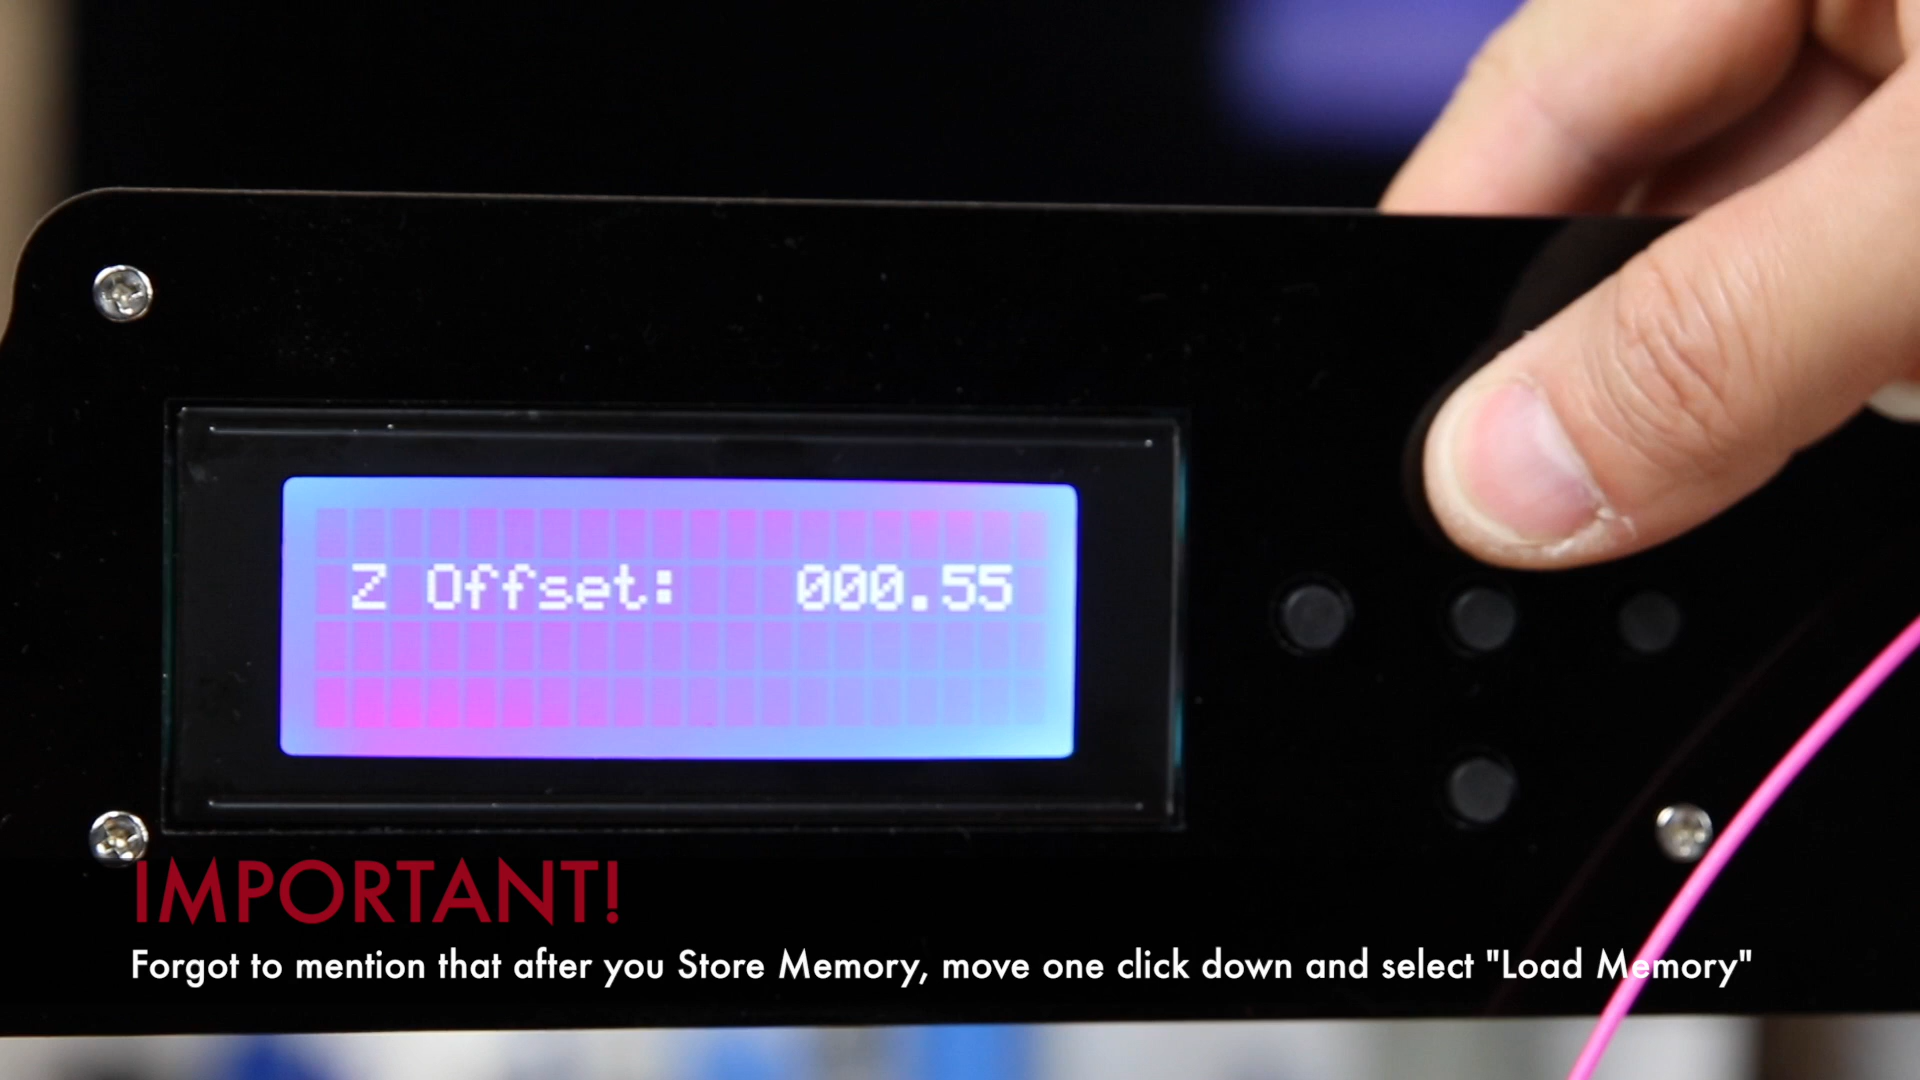 Z Offset: 000.55
IMPORTANT!
Forgot to mention that after you Store Memory, move one click down and select "Load Memory"